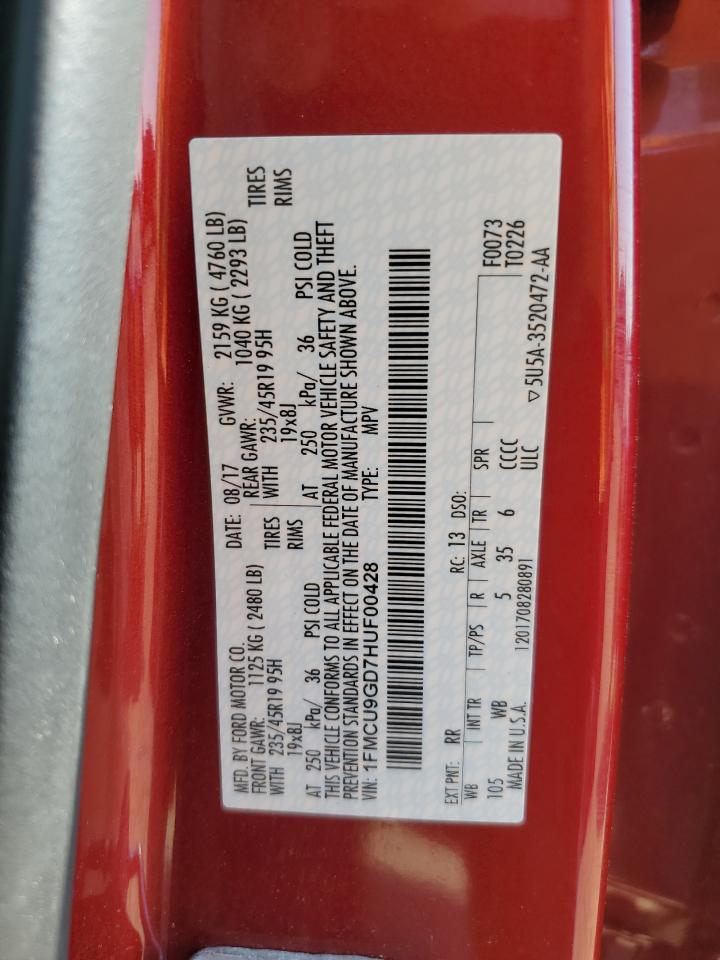 MFD. BY FORD MOTOR CO.
DATE: 08/17 GVWR: 2159 KG ( 4760 LB)
FRONT GAWR: 1125 KG ( 2480 LB) REAR GAWR: 1040 KG ( 2293 LB)
WITH 235/45R19 95H TIRES WITH 235/45R19 95H TIRES
19x8J RIMS 19x8J RIMS
AT 250 kPa/ 36 PSI COLD AT 250 kPa/ 36 PSI COLD
THIS VEHICLE CONFORMS TO ALL APPLICABLE FEDERAL MOTOR VEHICLE SAFETY AND THEFT
PREVENTION STANDARDS IN EFFECT ON THE DATE OF MANUFACTURE SHOWN ABOVE.
VIN: 1FMCU9GD7HUF00428 TYPE: MPV
EXT PNT: RR RC: 13 DSO: F0073
T0226
WB INT TR TP/PS R AXLE TR SPR
105 WB 5 35 6 CCCC
ULC
MADE IN U.S.A. 1201708280891 ▽5U5A-3520472-AA